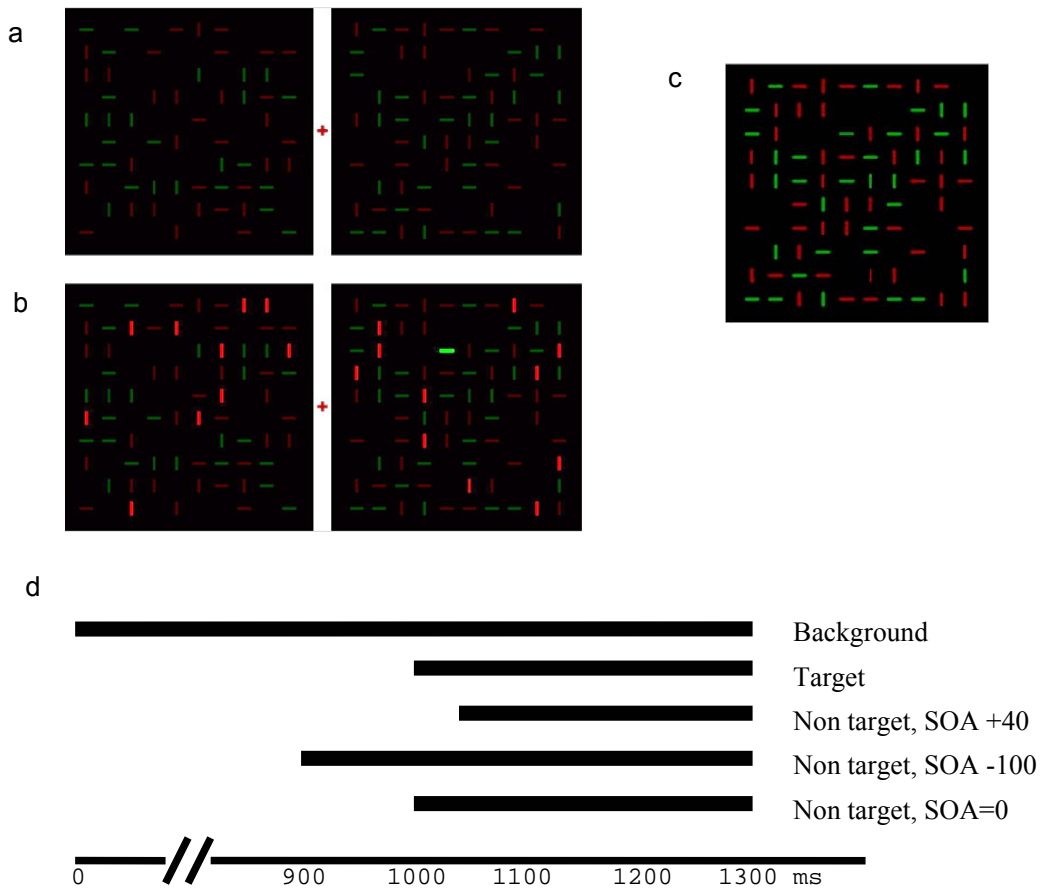 a
c
b
d
Background
Target
Non target, SOA +40
Non target, SOA -100
Non target, SOA=0
0 900 1000 1100 1200 1300 ms